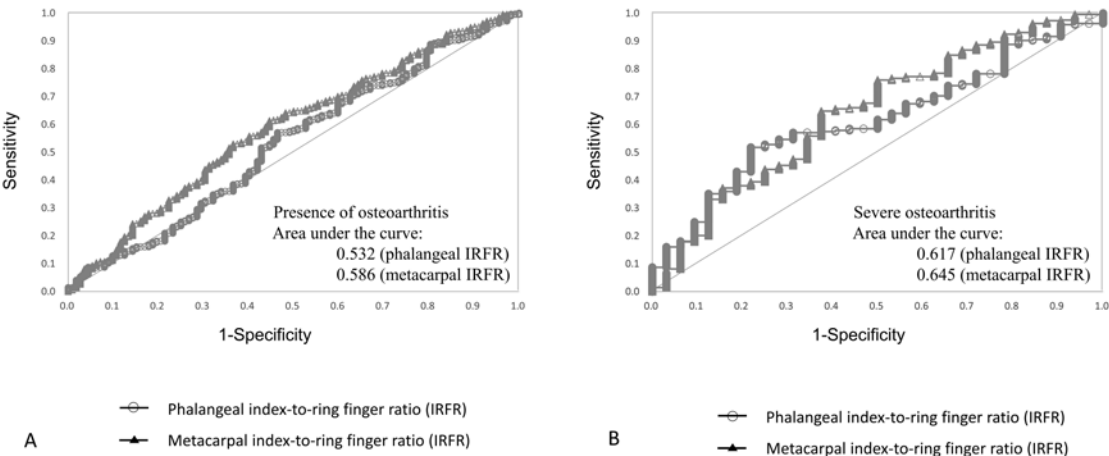 1.0
0.9
0.8
0.7
0.6
0.5
0.4
0.3
0.2
0.1
0.0
Sensitivity
Presence of osteoarthritis
Area under the curve:
0.532 (phalangeal IRFR)
0.586 (metacarpal IRFR)
0.0 0.1 0.2 0.3 0.4 0.5 0.6 0.7 0.8 0.9 1.0
1-Specificity
Phalangeal index-to-ring finger ratio (IRFR)
Metacarpal index-to-ring finger ratio (IRFR)
A
1.0
0.9
0.8
0.7
0.6
0.5
0.4
0.3
0.2
0.1
0.0
Sensitivity
Severe osteoarthritis
Area under the curve:
0.617 (phalangeal IRFR)
0.645 (metacarpal IRFR)
0.0 0.1 0.2 0.3 0.4 0.5 0.6 0.7 0.8 0.9 1.0
1-Specificity
Phalangeal index-to-ring finger ratio (IRFR)
Metacarpal index-to-ring finger ratio (IRFR)
B